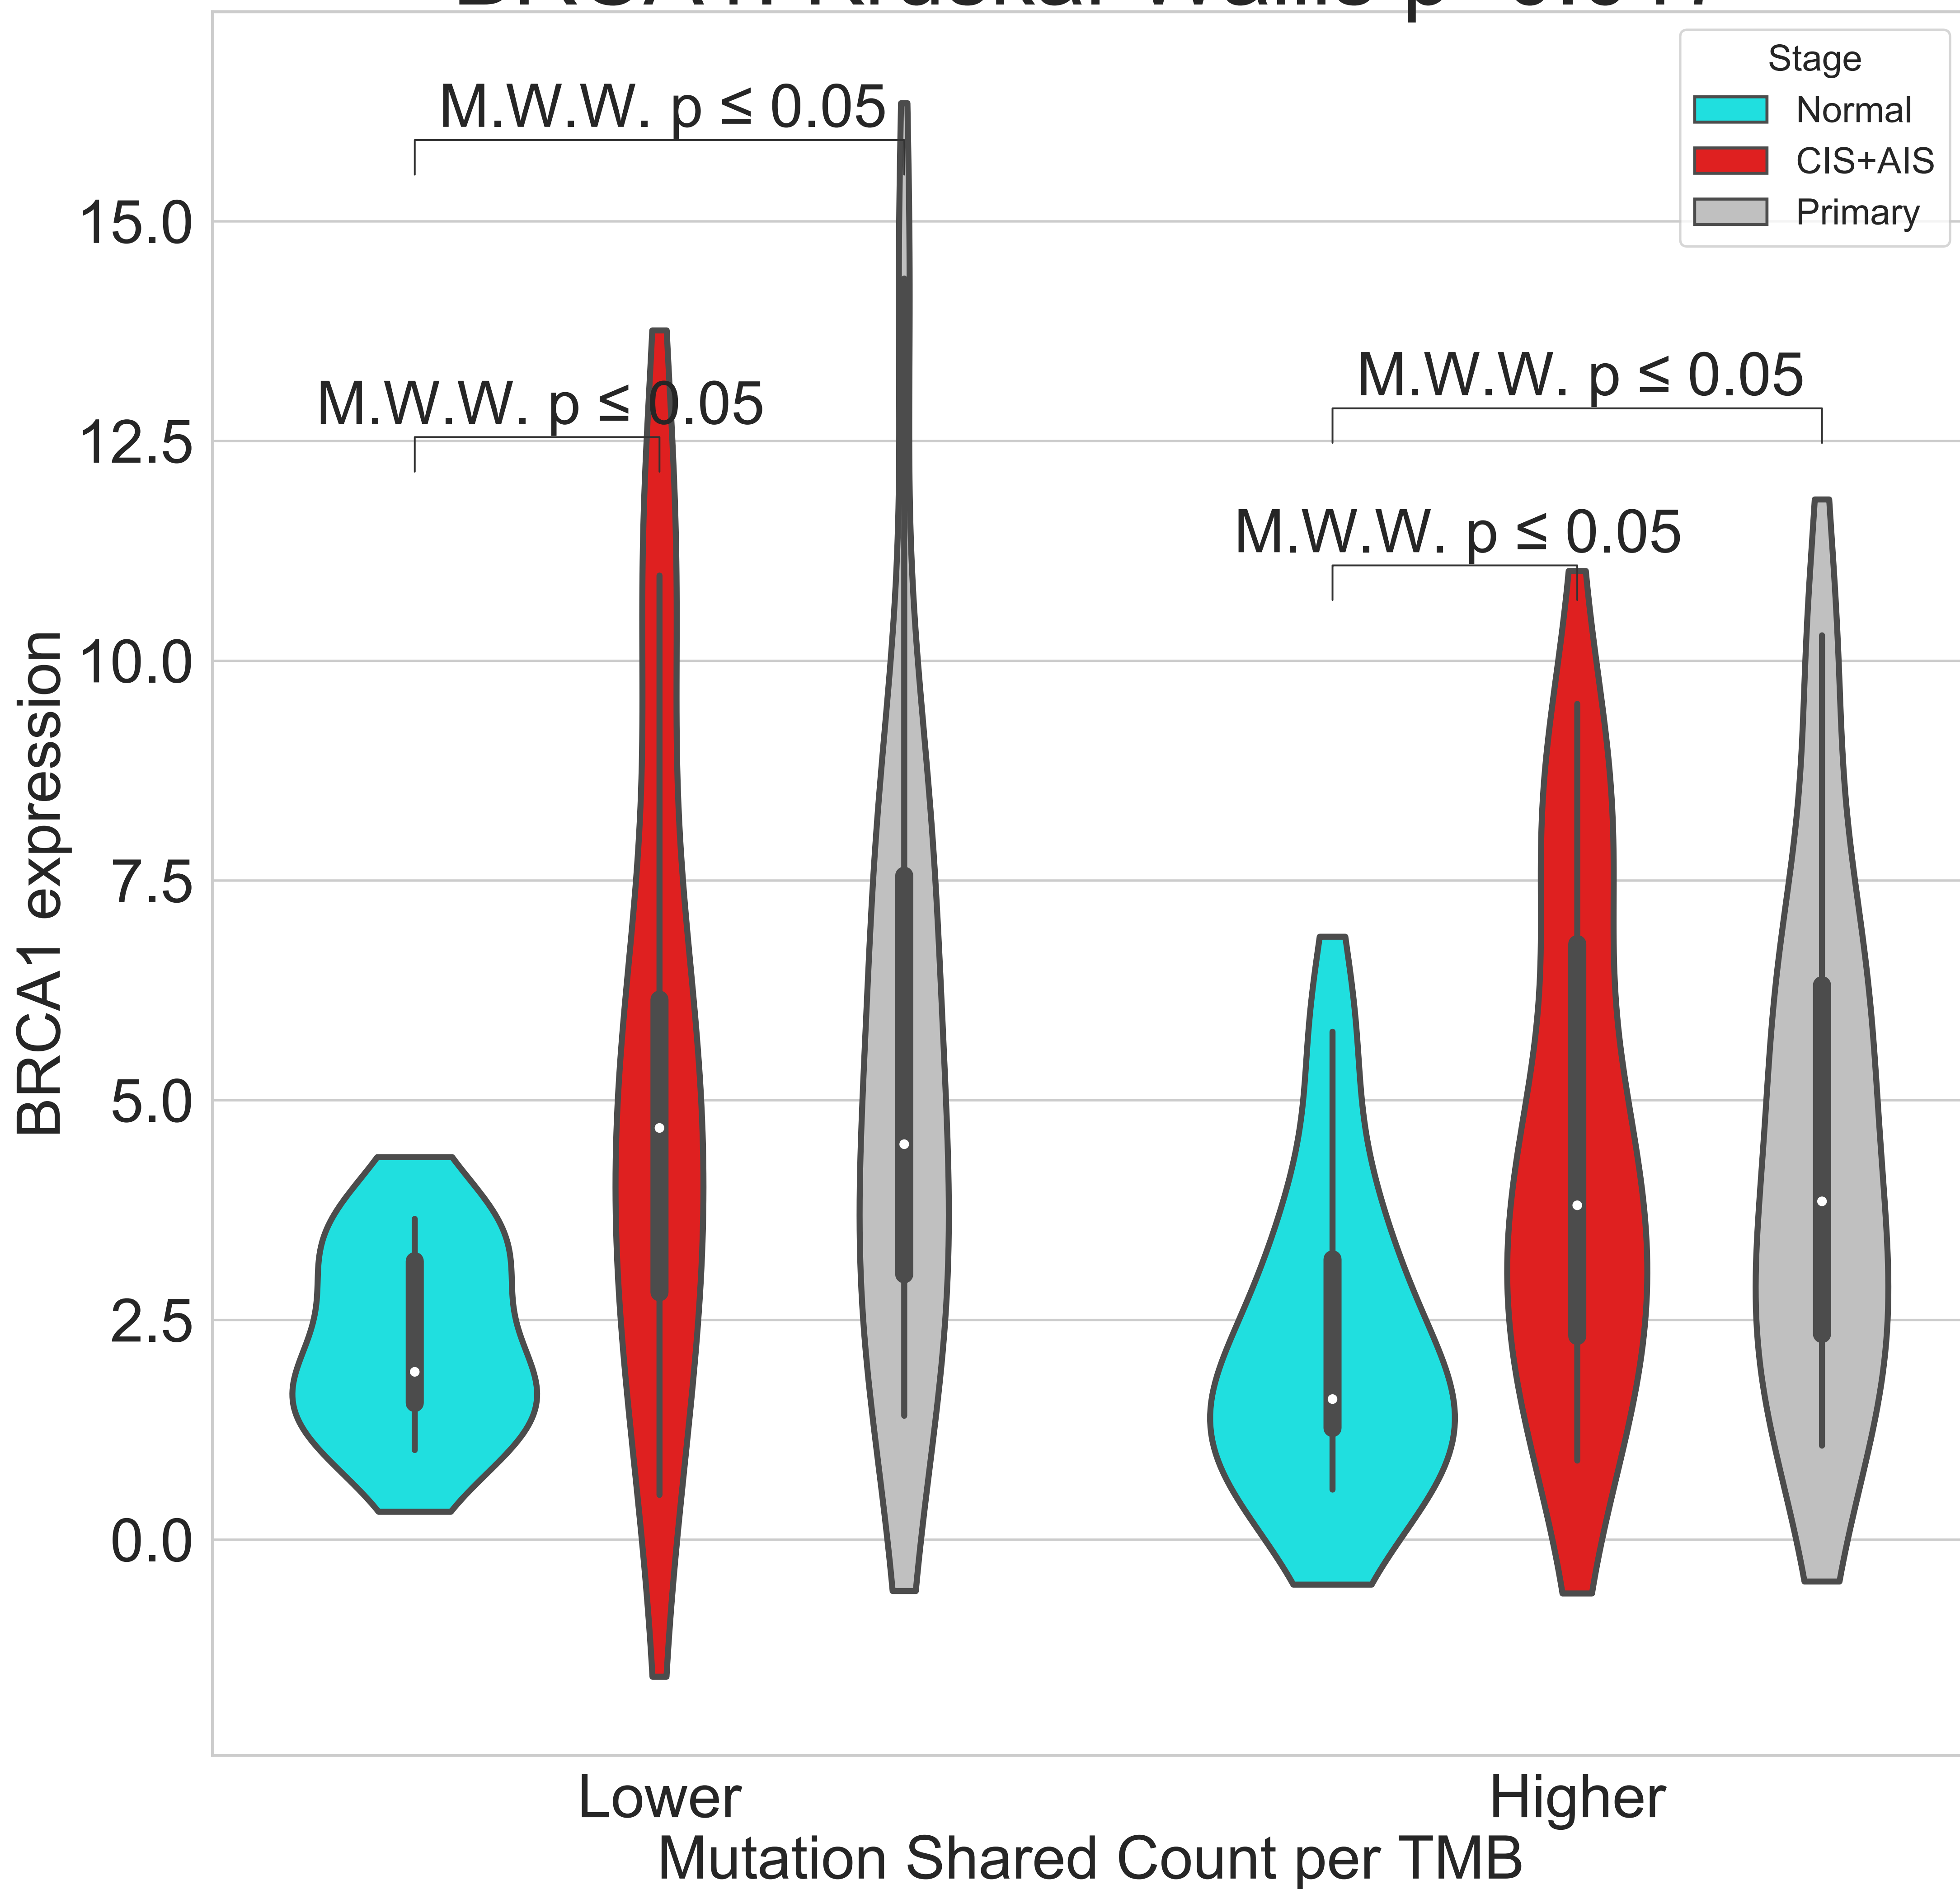 Stage
Normal
CIS+AIS
Primary
M.W.W. p ≤ 0.05
M.W.W. p ≤ 0.05
M.W.W. p ≤ 0.05
M.W.W. p ≤ 0.05
BRCA1 expression
15.0
12.5
10.0
7.5
5.0
2.5
0.0
Lower
Higher
Mutation Shared Count per TMB